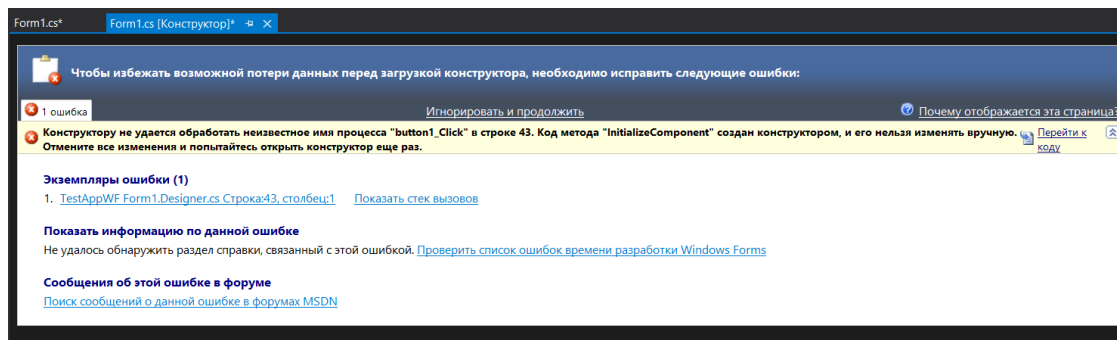 Form1.cs*
Form1.cs [Конструктор]*
Чтобы избежать возможной потери данных перед загрузкой конструктора, необходимо исправить следующие ошибки:
1 ошибка
Игнорировать и продолжить
Почему отображается эта страница?
Конструктору не удается обработать неизвестное имя процесса "button1_Click" в строке 43. Код метода "InitializeComponent" создан конструктором, и его нельзя изменять вручную.
Отмените все изменения и попытайтесь открыть конструктор еще раз.
Перейти к
коду
Экземпляры ошибки (1)
1. TestAppWF Form1.Designer.cs Строка:43, столбец:1 Показать стек вызовов
Показать информацию по данной ошибке
Не удалось обнаружить раздел справки, связанный с этой ошибкой. Проверить список ошибок времени разработки Windows Forms
Сообщения об этой ошибке в форуме
Поиск сообщений о данной ошибке в форумах MSDN